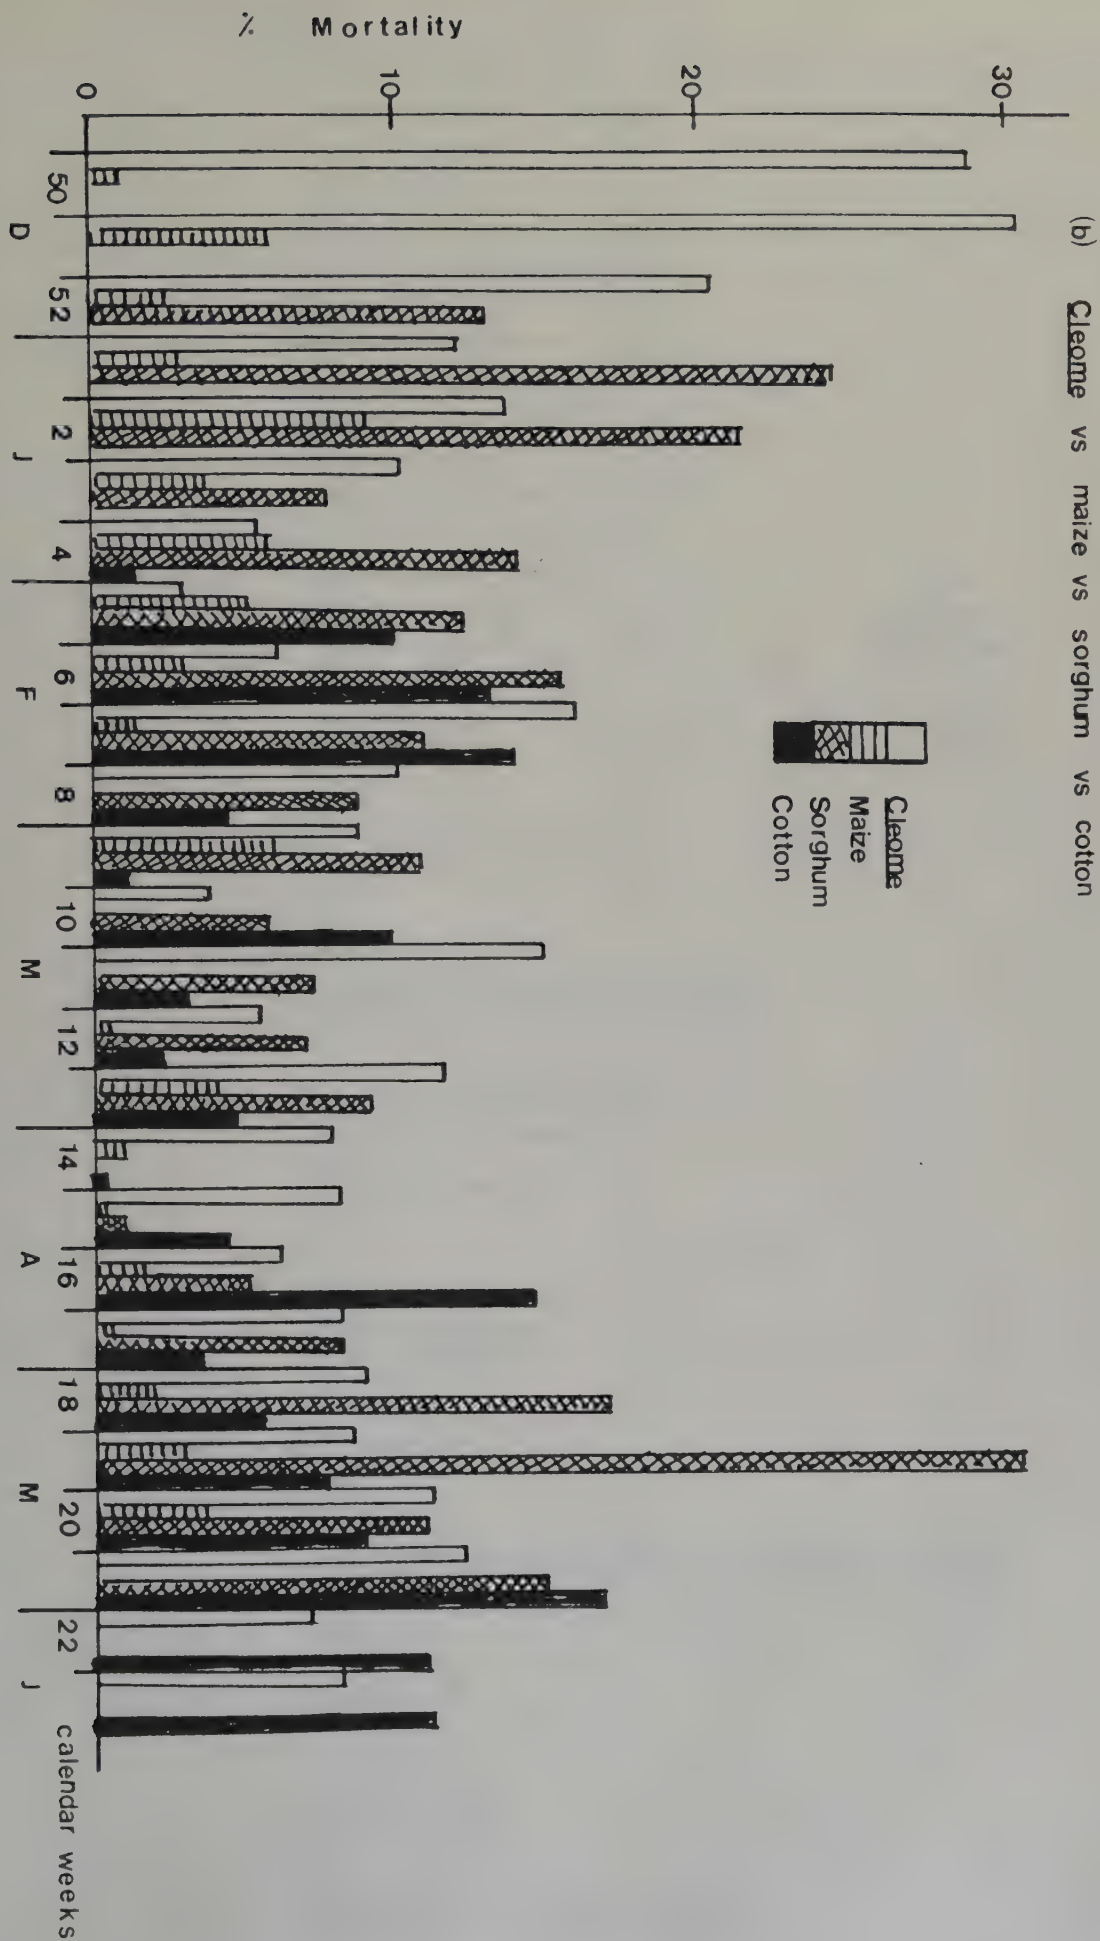 (b) Cleome vs maize vs sorghum vs cotton
% Mortality
30
20
10
0
Cleome
Maize
Sorghum
Cotton
50 52 2 4 6 8 10 12 14 16 18 20 22
D J F M A M J
calendar weeks